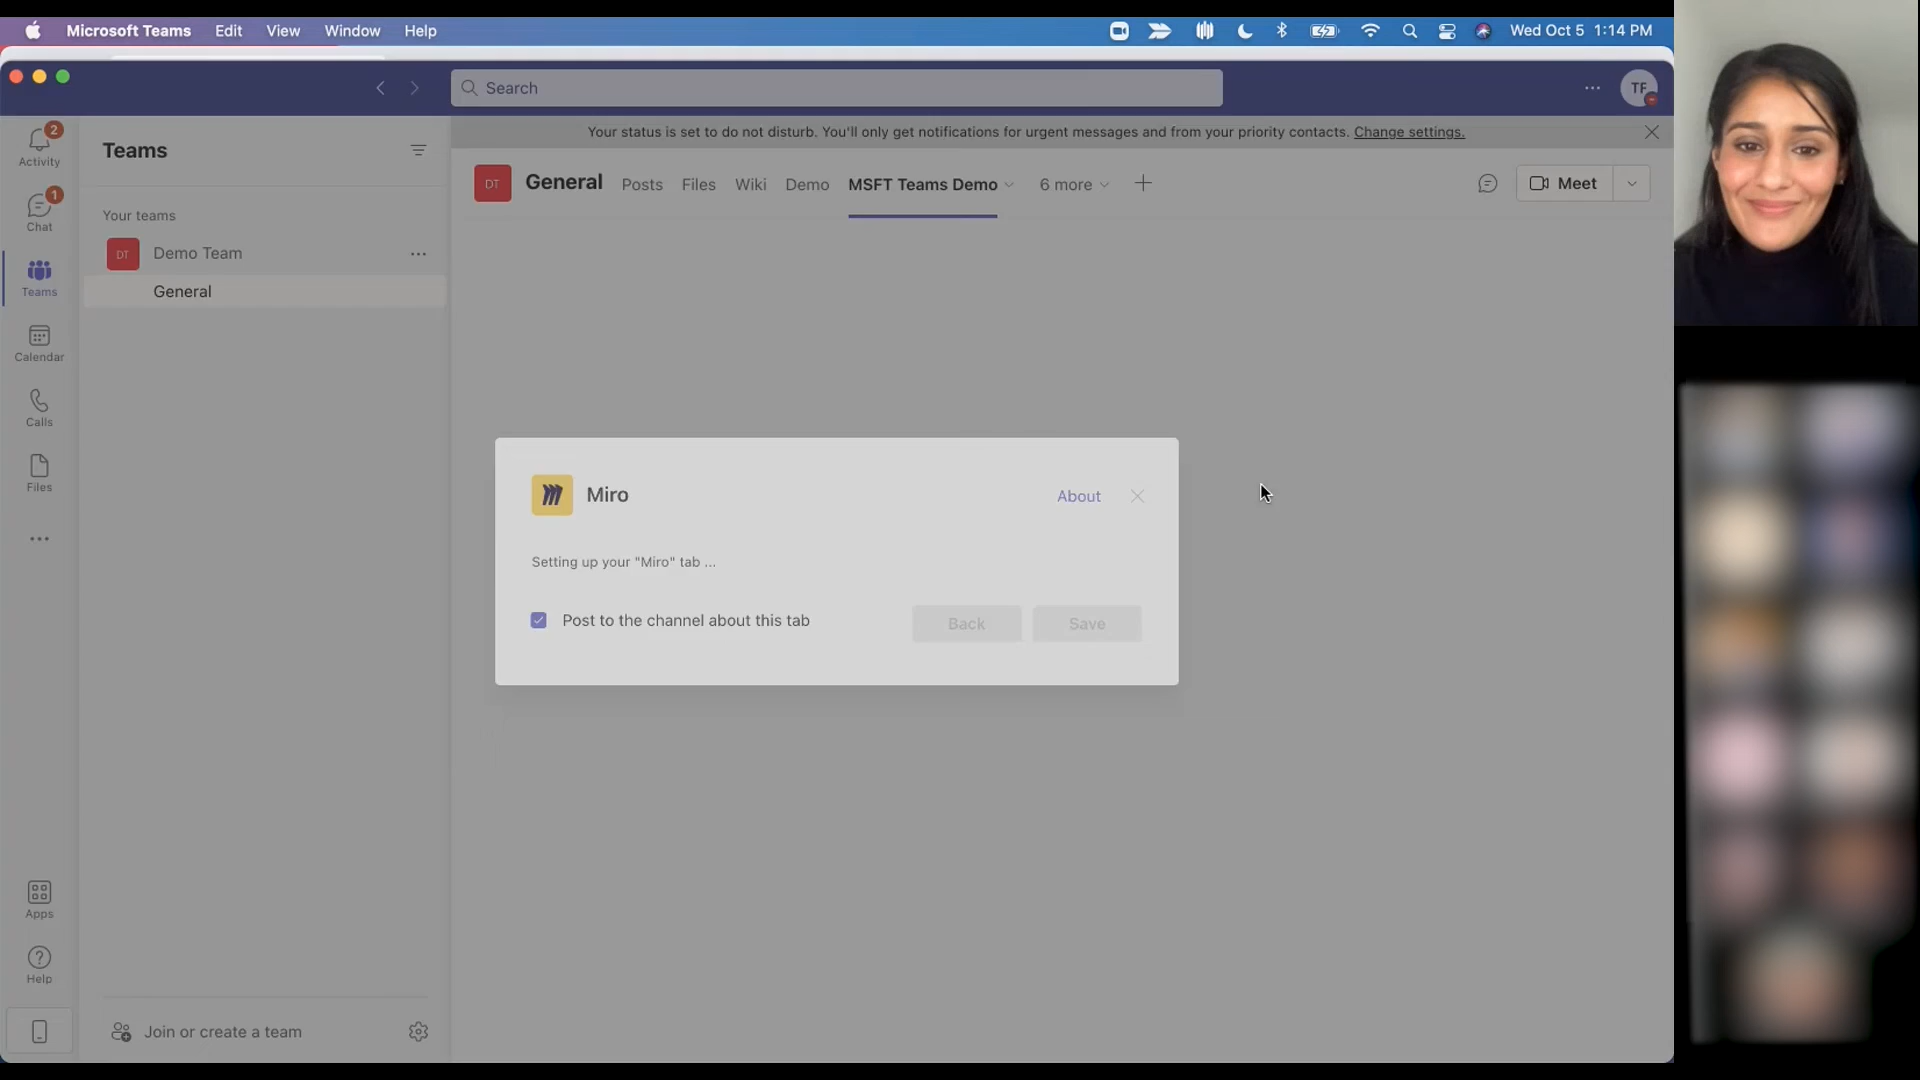 Microsoft Teams Edit View Window Help Wed Oct 5 1:14 PM
Search
TF
2
Activity
1
Chat
Teams
Calendar
Calls
Files
Apps
Help
Teams
Your teams
DT Demo Team
General
Join or create a team
Your status is set to do not disturb. You'll only get notifications for urgent messages and from your priority contacts. Change settings.
DT General Posts Files Wiki Demo MSFT Teams Demo 6 more Meet
Miro About
Setting up your "Miro" tab ...
Post to the channel about this tab Back Save